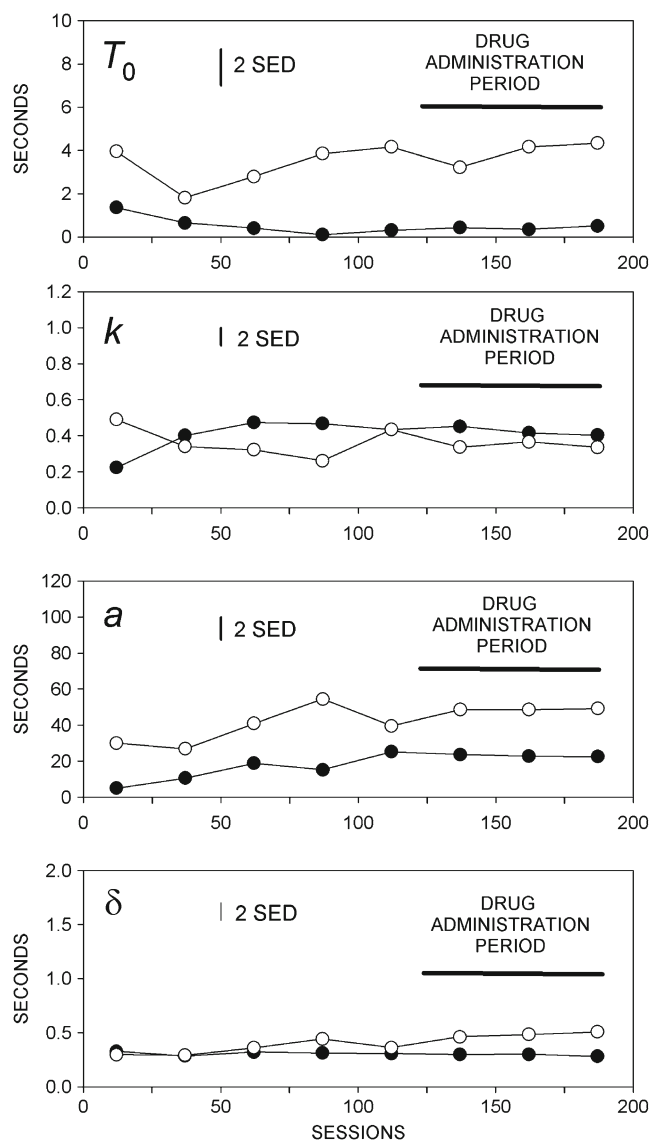 10
T0
2 SED
DRUG
ADMINISTRATION
PERIOD
8
6
4
2
0
SECONDS
0 50 100 150 200
1.2
k
2 SED
DRUG
ADMINISTRATION
PERIOD
1.0
0.8
0.6
0.4
0.2
0.0
0 50 100 150 200
120
a
2 SED
DRUG
ADMINISTRATION
PERIOD
100
80
60
40
20
0
SECONDS
0 50 100 150 200
2.0
δ
2 SED
DRUG
ADMINISTRATION
PERIOD
1.5
1.0
0.5
0.0
SECONDS
0 50 100 150 200
SESSIONS